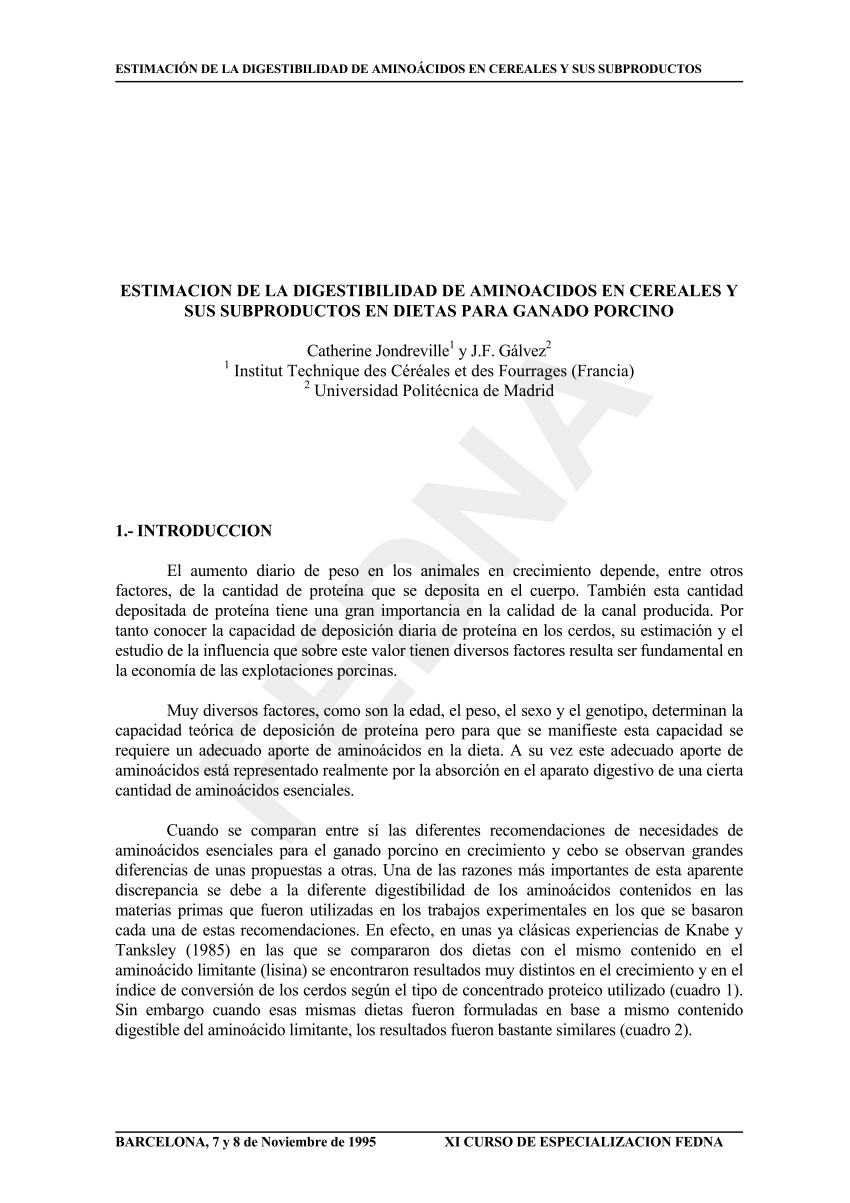 ESTIMACIÓN DE LA DIGESTIBILIDAD DE AMINOÁCIDOS EN CEREALES Y SUS SUBPRODUCTOS
ESTIMACION DE LA DIGESTIBILIDAD DE AMINOACIDOS EN CEREALES Y
SUS SUBPRODUCTOS EN DIETAS PARA GANADO PORCINO
Catherine Jondreville1 y J.F. Gálvez2
1 Institut Technique des Céréales et des Fourrages (Francia)
2 Universidad Politécnica de Madrid
FEDNA
1.- INTRODUCCION
El aumento diario de peso en los animales en crecimiento depende, entre otros
factores, de la cantidad de proteína que se deposita en el cuerpo. También esta cantidad
depositada de proteína tiene una gran importancia en la calidad de la canal producida. Por
tanto conocer la capacidad de deposición diaria de proteína en los cerdos, su estimación y el
estudio de la influencia que sobre este valor tienen diversos factores resulta ser fundamental en
la economía de las explotaciones porcinas.
Muy diversos factores, como son la edad, el peso, el sexo y el genotipo, determinan la
capacidad teórica de deposición de proteína pero para que se manifieste esta capacidad se
requiere un adecuado aporte de aminoácidos en la dieta. A su vez este adecuado aporte de
aminoácidos está representado realmente por la absorción en el aparato digestivo de una cierta
cantidad de aminoácidos esenciales.
Cuando se comparan entre sí las diferentes recomendaciones de necesidades de
aminoácidos esenciales para el ganado porcino en crecimiento y cebo se observan grandes
diferencias de unas propuestas a otras. Una de las razones más importantes de esta aparente
discrepancia se debe a la diferente digestibilidad de los aminoácidos contenidos en las
materias primas que fueron utilizadas en los trabajos experimentales en los que se basaron
cada una de estas recomendaciones. En efecto, en unas ya clásicas experiencias de Knabe y
Tanksley (1985) en las que se compararon dos dietas con el mismo contenido en el
aminoácido limitante (lisina) se encontraron resultados muy distintos en el crecimiento y en el
índice de conversión de los cerdos según el tipo de concentrado proteico utilizado (cuadro 1).
Sin embargo cuando esas mismas dietas fueron formuladas en base a mismo contenido
digestible del aminoácido limitante, los resultados fueron bastante similares (cuadro 2).
BARCELONA, 7 y 8 de Noviembre de 1995 XI CURSO DE ESPECIALIZACION FEDNA